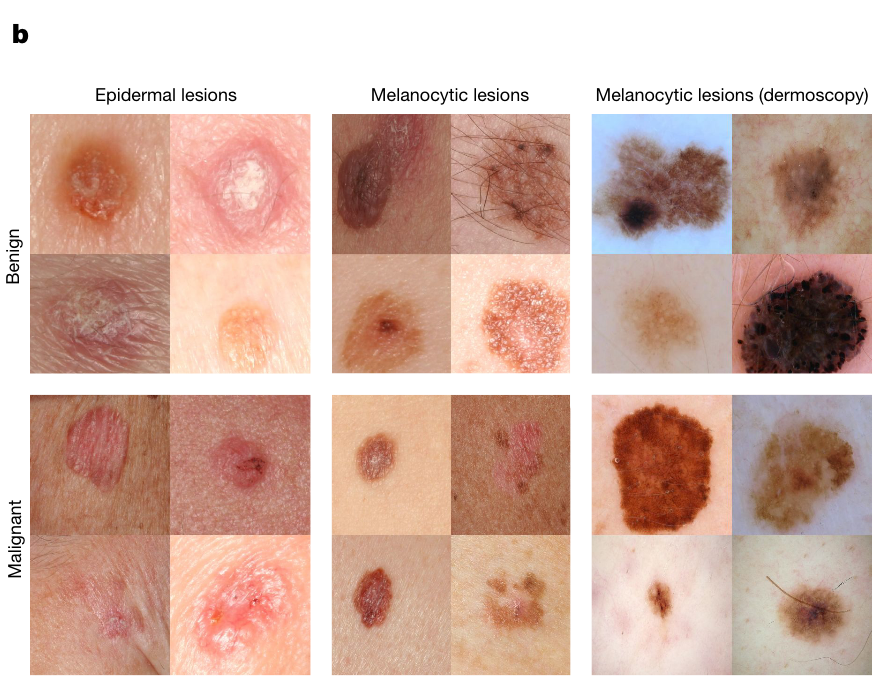 b
Epidermal lesions
Melanocytic lesions
Melanocytic lesions (dermoscopy)
Benign
Malignant